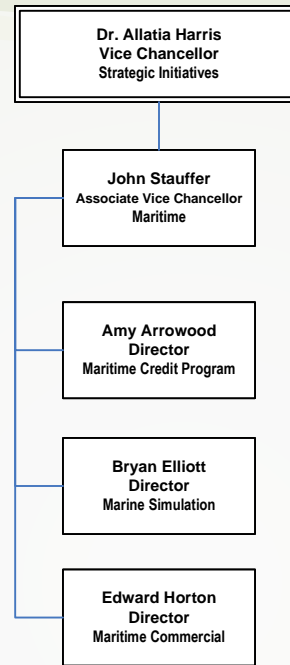 Dr. Allatia Harris
Vice Chancellor
Strategic Initiatives
John Stauffer
Associate Vice Chancellor
Maritime
Amy Arrowood
Director
Maritime Credit Program
Bryan Elliott
Director
Marine Simulation
Edward Horton
Director
Maritime Commercial